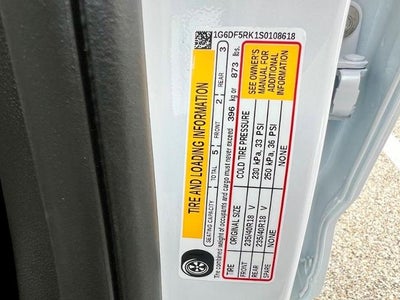 1G6DF5RK1S0108618
TIRE AND LOADING INFORMATION
SEATING CAPACITY TOTAL 5 FRONT 2 REAR 3
The combined weight of occupants and cargo must never exceed 396 kg or 873 lbs.
TIRE ORIGINAL SIZE COLD TIRE PRESSURE
FRONT 235/40R18 V 230 kPa, 33 PSI
REAR 235/40R18 V 250 kPa, 36 PSI
SPARE NONE NONE
SEE OWNER'S
MANUAL FOR
ADDITIONAL
INFORMATION